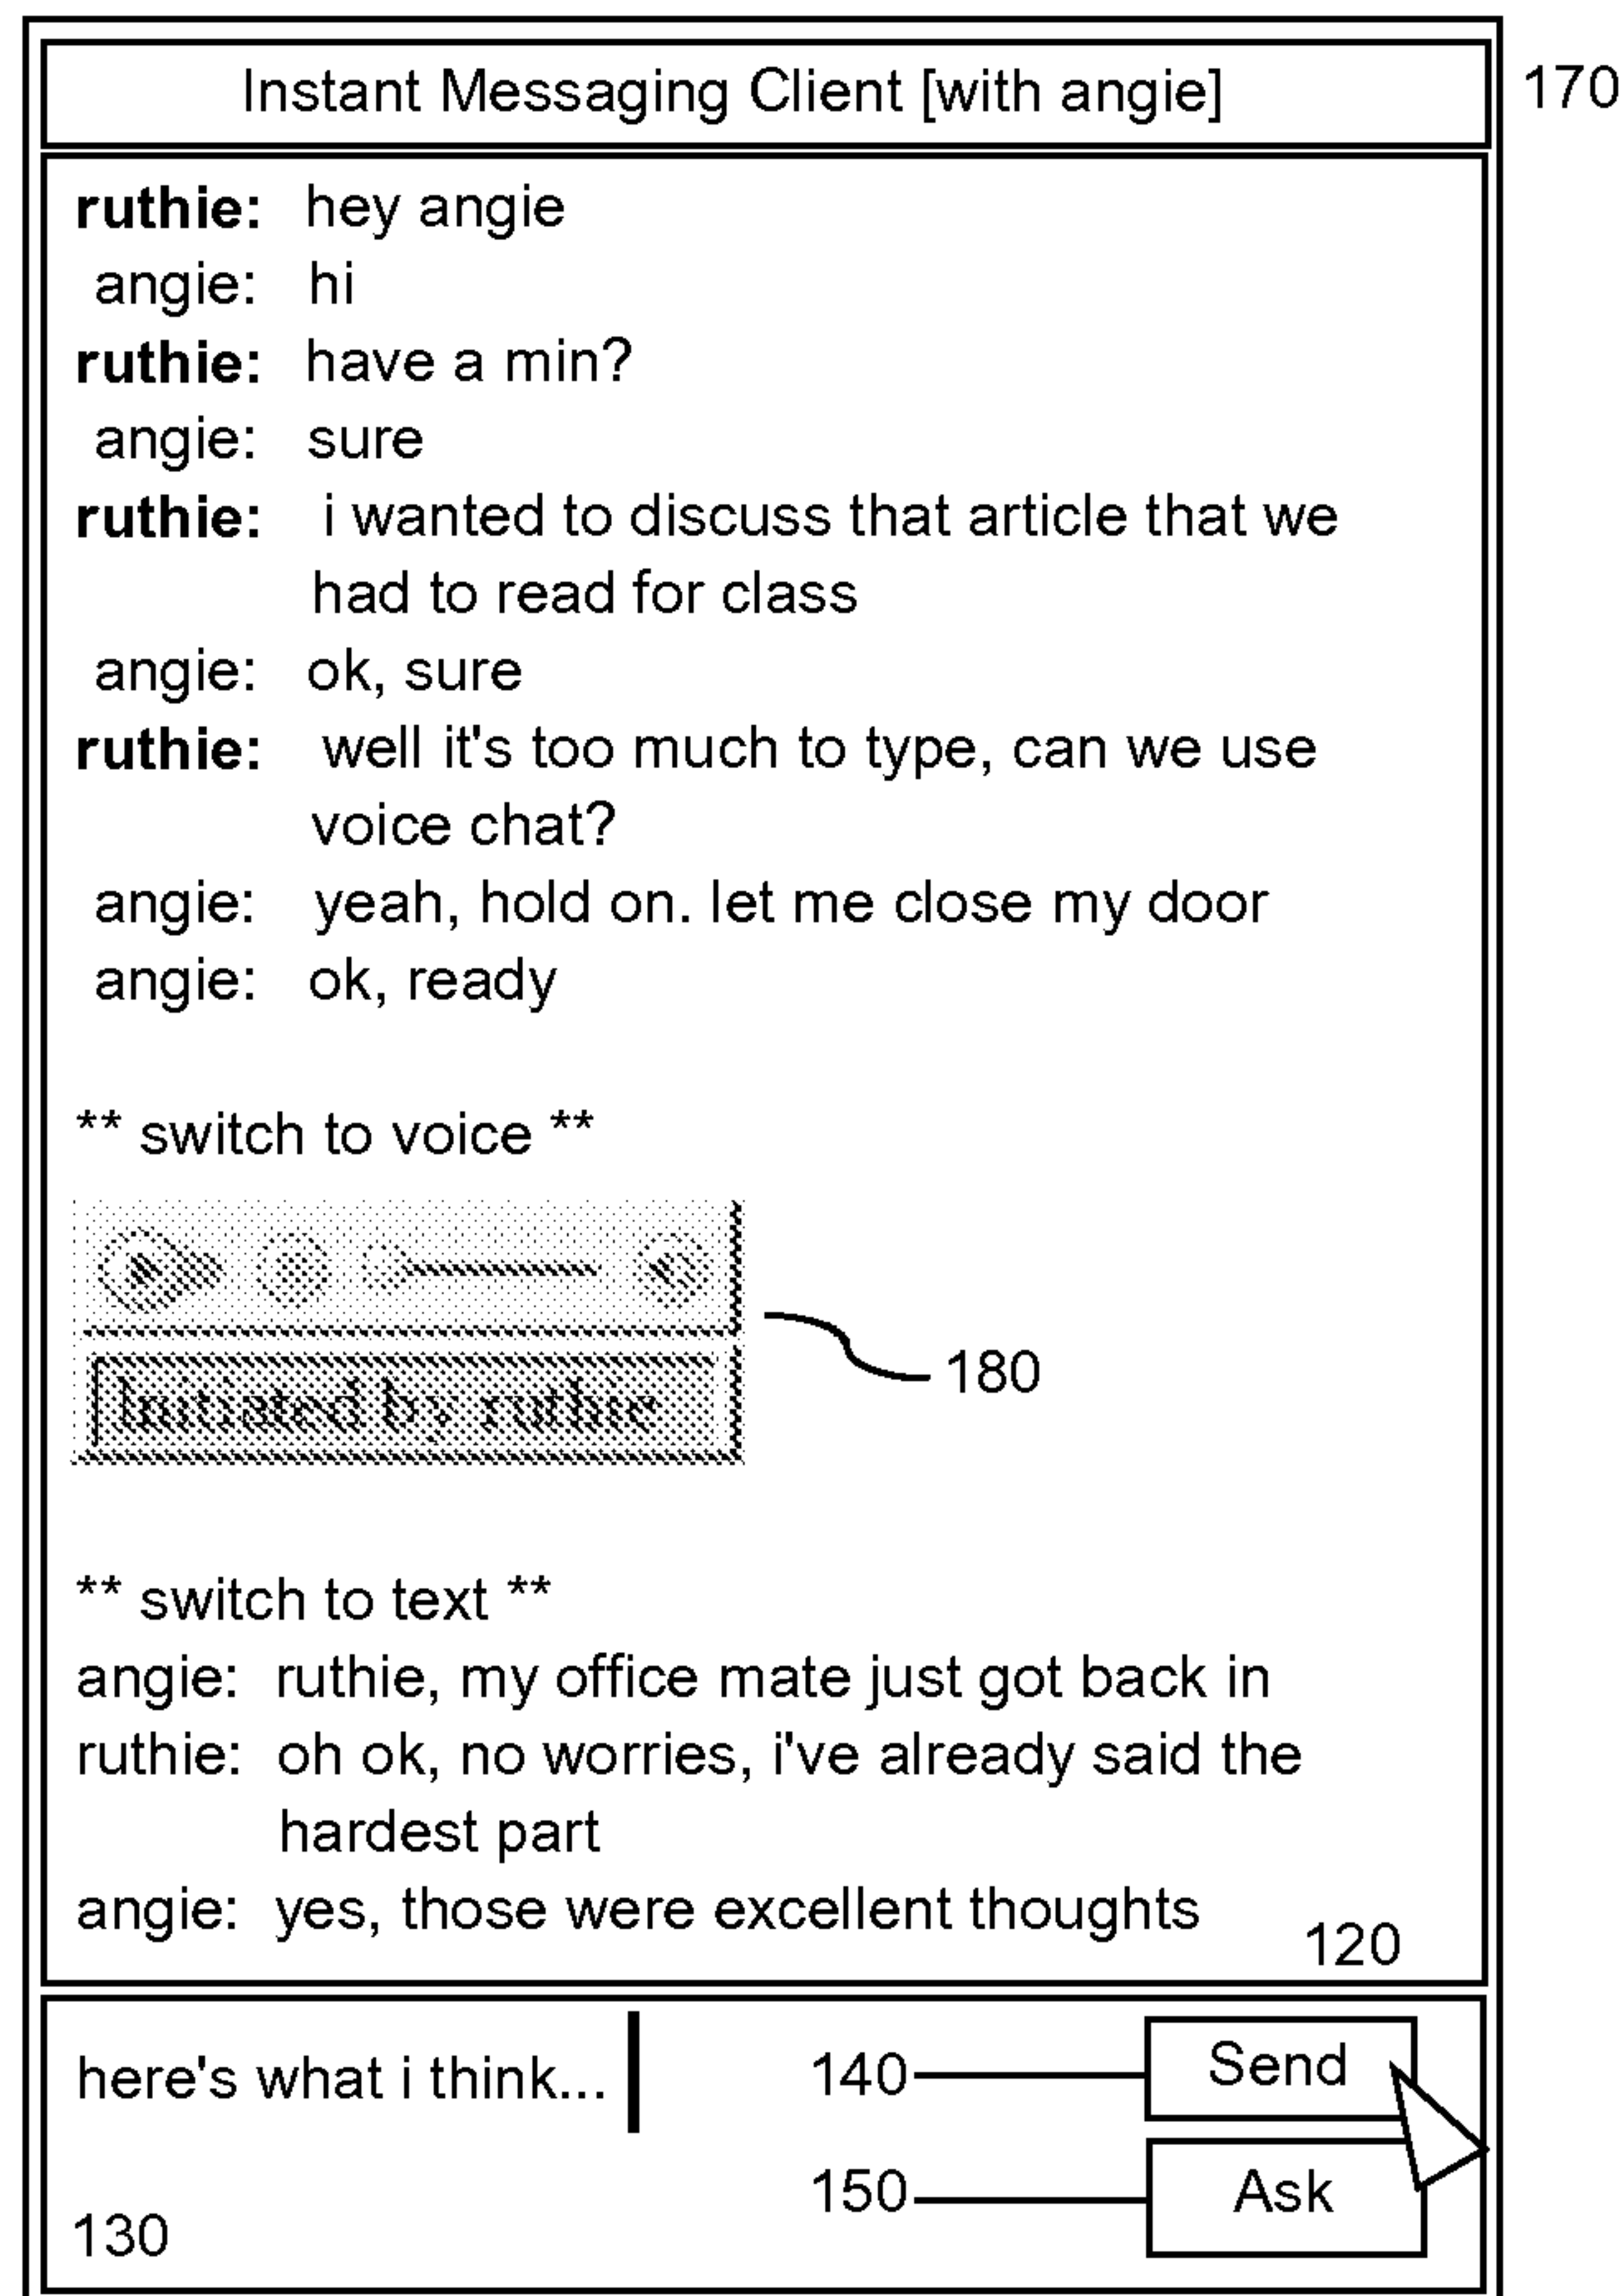 Instant Messaging Client [with angie]
170
ruthie: hey angie
angie: hi
ruthie: have a min?
angie: sure
ruthie: i wanted to discuss that article that we
had to read for class
angie: ok, sure
ruthie: well it's too much to type, can we use
voice chat?
angie: yeah, hold on. let me close my door
angie: ok, ready
** switch to voice **
180
Initiated by ruthie
** switch to text **
angie: ruthie, my office mate just got back in
ruthie: oh ok, no worries, i've already said the
hardest part
angie: yes, those were excellent thoughts
120
here's what i think...
140
Send
150
Ask
130